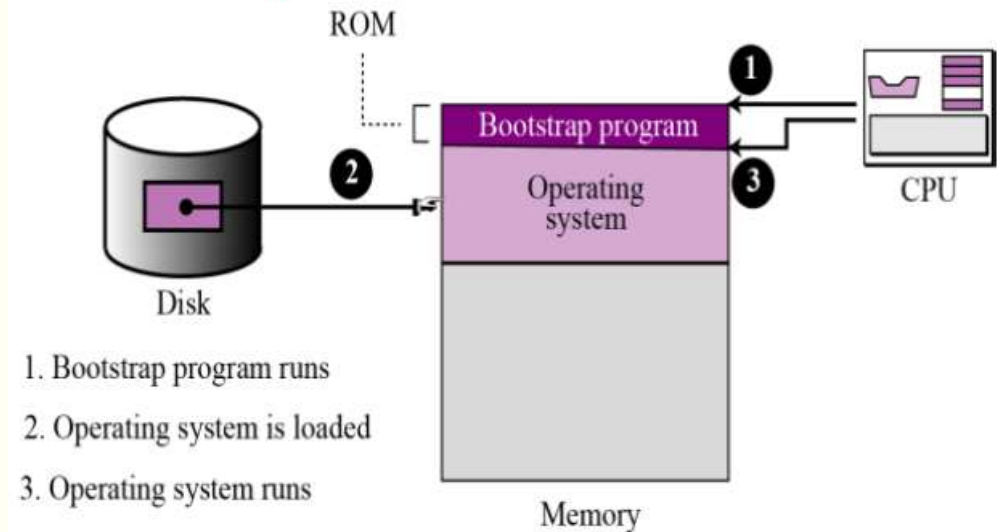 ROM
1
Bootstrap program
2
Operating
system
3
CPU
Disk
1. Bootstrap program runs
2. Operating system is loaded
3. Operating system runs
Memory